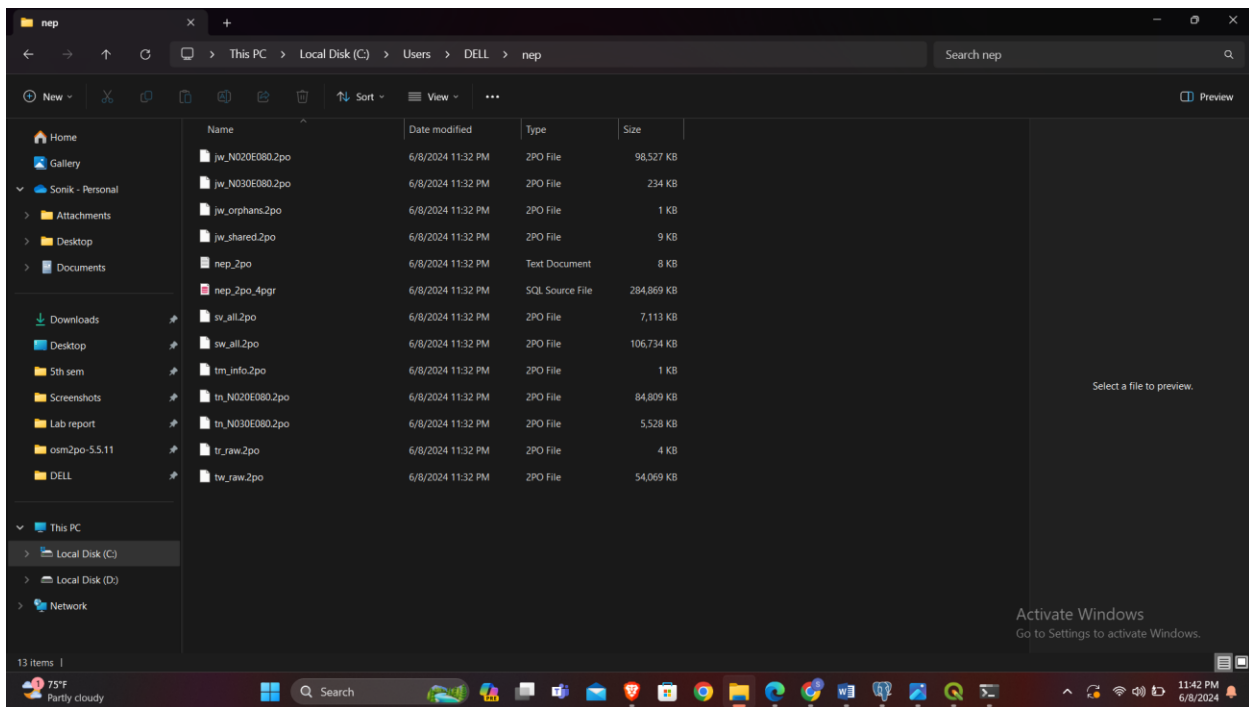 nep
This PC > Local Disk (C:) > Users > DELL > nep
Search nep
New
Sort
View
Preview
Home
Gallery
Sonik - Personal
Attachments
Desktop
Documents
Downloads
Desktop
5th sem
Screenshots
Lab report
osm2po-5.5.11
DELL
This PC
Local Disk (C:)
Local Disk (D:)
Network
Name Date modified Type Size
jw_N020E080.2po 6/8/2024 11:32 PM 2PO File 98,527 KB
jw_N030E080.2po 6/8/2024 11:32 PM 2PO File 234 KB
jw_orphans.2po 6/8/2024 11:32 PM 2PO File 1 KB
jw_shared.2po 6/8/2024 11:32 PM 2PO File 9 KB
nep_2po 6/8/2024 11:32 PM Text Document 8 KB
nep_2po_4pgr 6/8/2024 11:32 PM SQL Source File 284,869 KB
sv_all.2po 6/8/2024 11:32 PM 2PO File 7,113 KB
sw_all.2po 6/8/2024 11:32 PM 2PO File 106,734 KB
tm_info.2po 6/8/2024 11:32 PM 2PO File 1 KB
tn_N020E080.2po 6/8/2024 11:32 PM 2PO File 84,809 KB
tn_N030E080.2po 6/8/2024 11:32 PM 2PO File 5,528 KB
tr_raw.2po 6/8/2024 11:32 PM 2PO File 4 KB
tw_raw.2po 6/8/2024 11:32 PM 2PO File 54,069 KB
Select a file to preview.
Activate Windows
Go to Settings to activate Windows.
13 items
1
75°F
Partly cloudy
Search
11:42 PM
6/8/2024